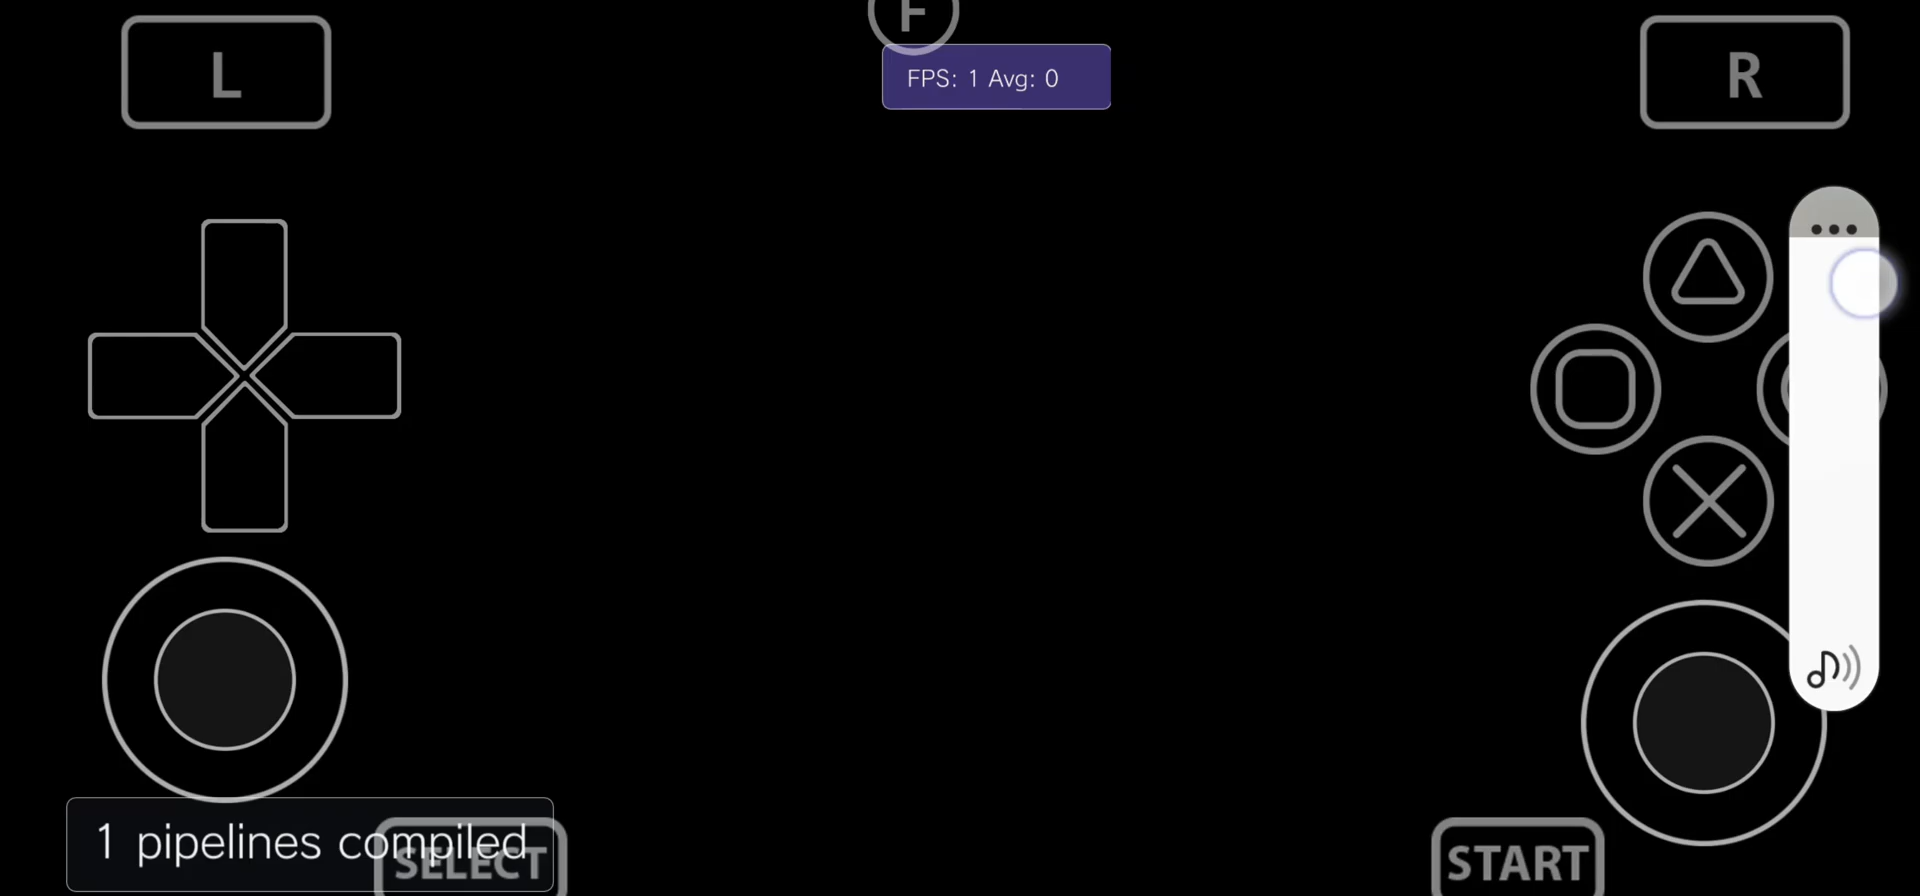 F
L
FPS: 1 Avg: 0
R
1 pipelines compiled
SELECT
START